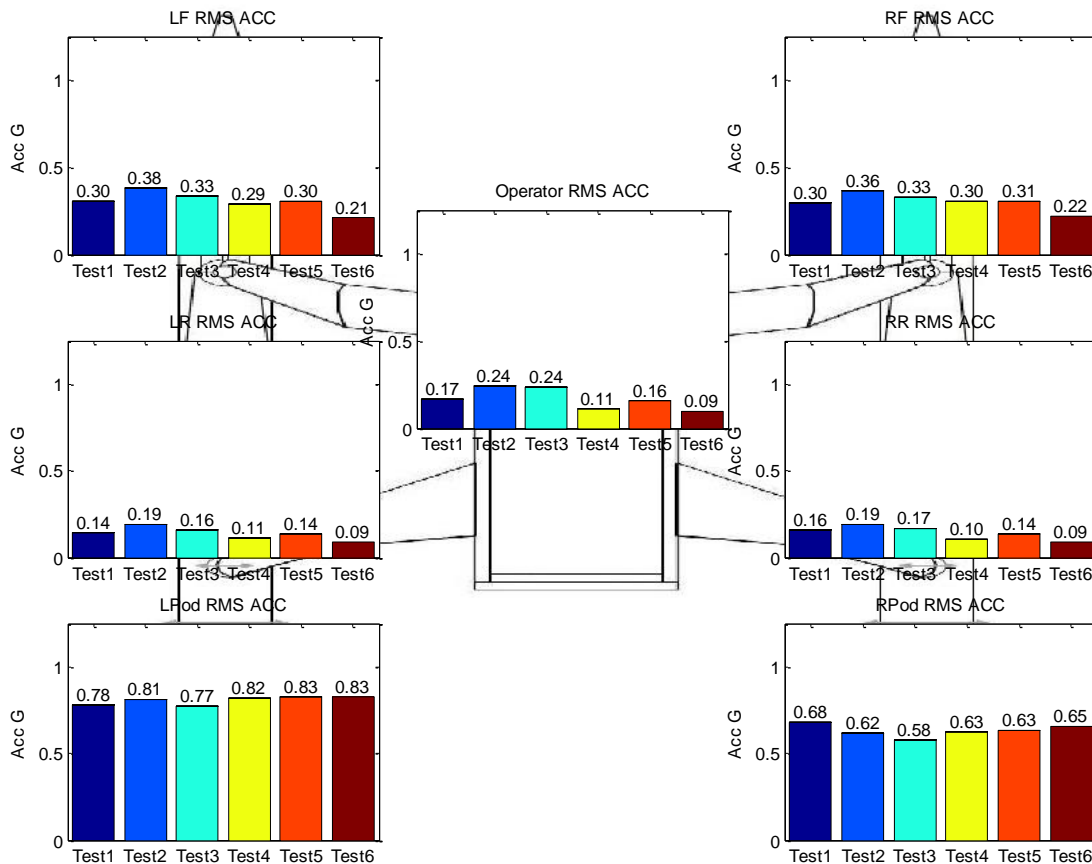 LF RMS ACC
Acc G
1
0.5
0
0.30 0.38 0.33 0.29 0.30 0.21
Test1 Test2 Test3 Test4 Test5 Test6
RF RMS ACC
Acc G
1
0.5
0
0.30 0.36 0.33 0.30 0.31 0.22
Test1 Test2 Test3 Test4 Test5 Test6
Operator RMS ACC
Acc G
1
0.5
0
0.17 0.24 0.24 0.11 0.16 0.09
Test1 Test2 Test3 Test4 Test5 Test6
LR RMS ACC
Acc G
1
0.5
0
0.14 0.19 0.16 0.11 0.14 0.09
Test1 Test2 Test3 Test4 Test5 Test6
RR RMS ACC
Acc G
1
0.5
0
0.16 0.19 0.17 0.10 0.14 0.09
Test1 Test2 Test3 Test4 Test5 Test6
LPod RMS ACC
Acc G
1
0.5
0
0.78 0.81 0.77 0.82 0.83 0.83
Test1 Test2 Test3 Test4 Test5 Test6
RPod RMS ACC
Acc G
1
0.5
0
0.68 0.62 0.58 0.63 0.63 0.65
Test1 Test2 Test3 Test4 Test5 Test6